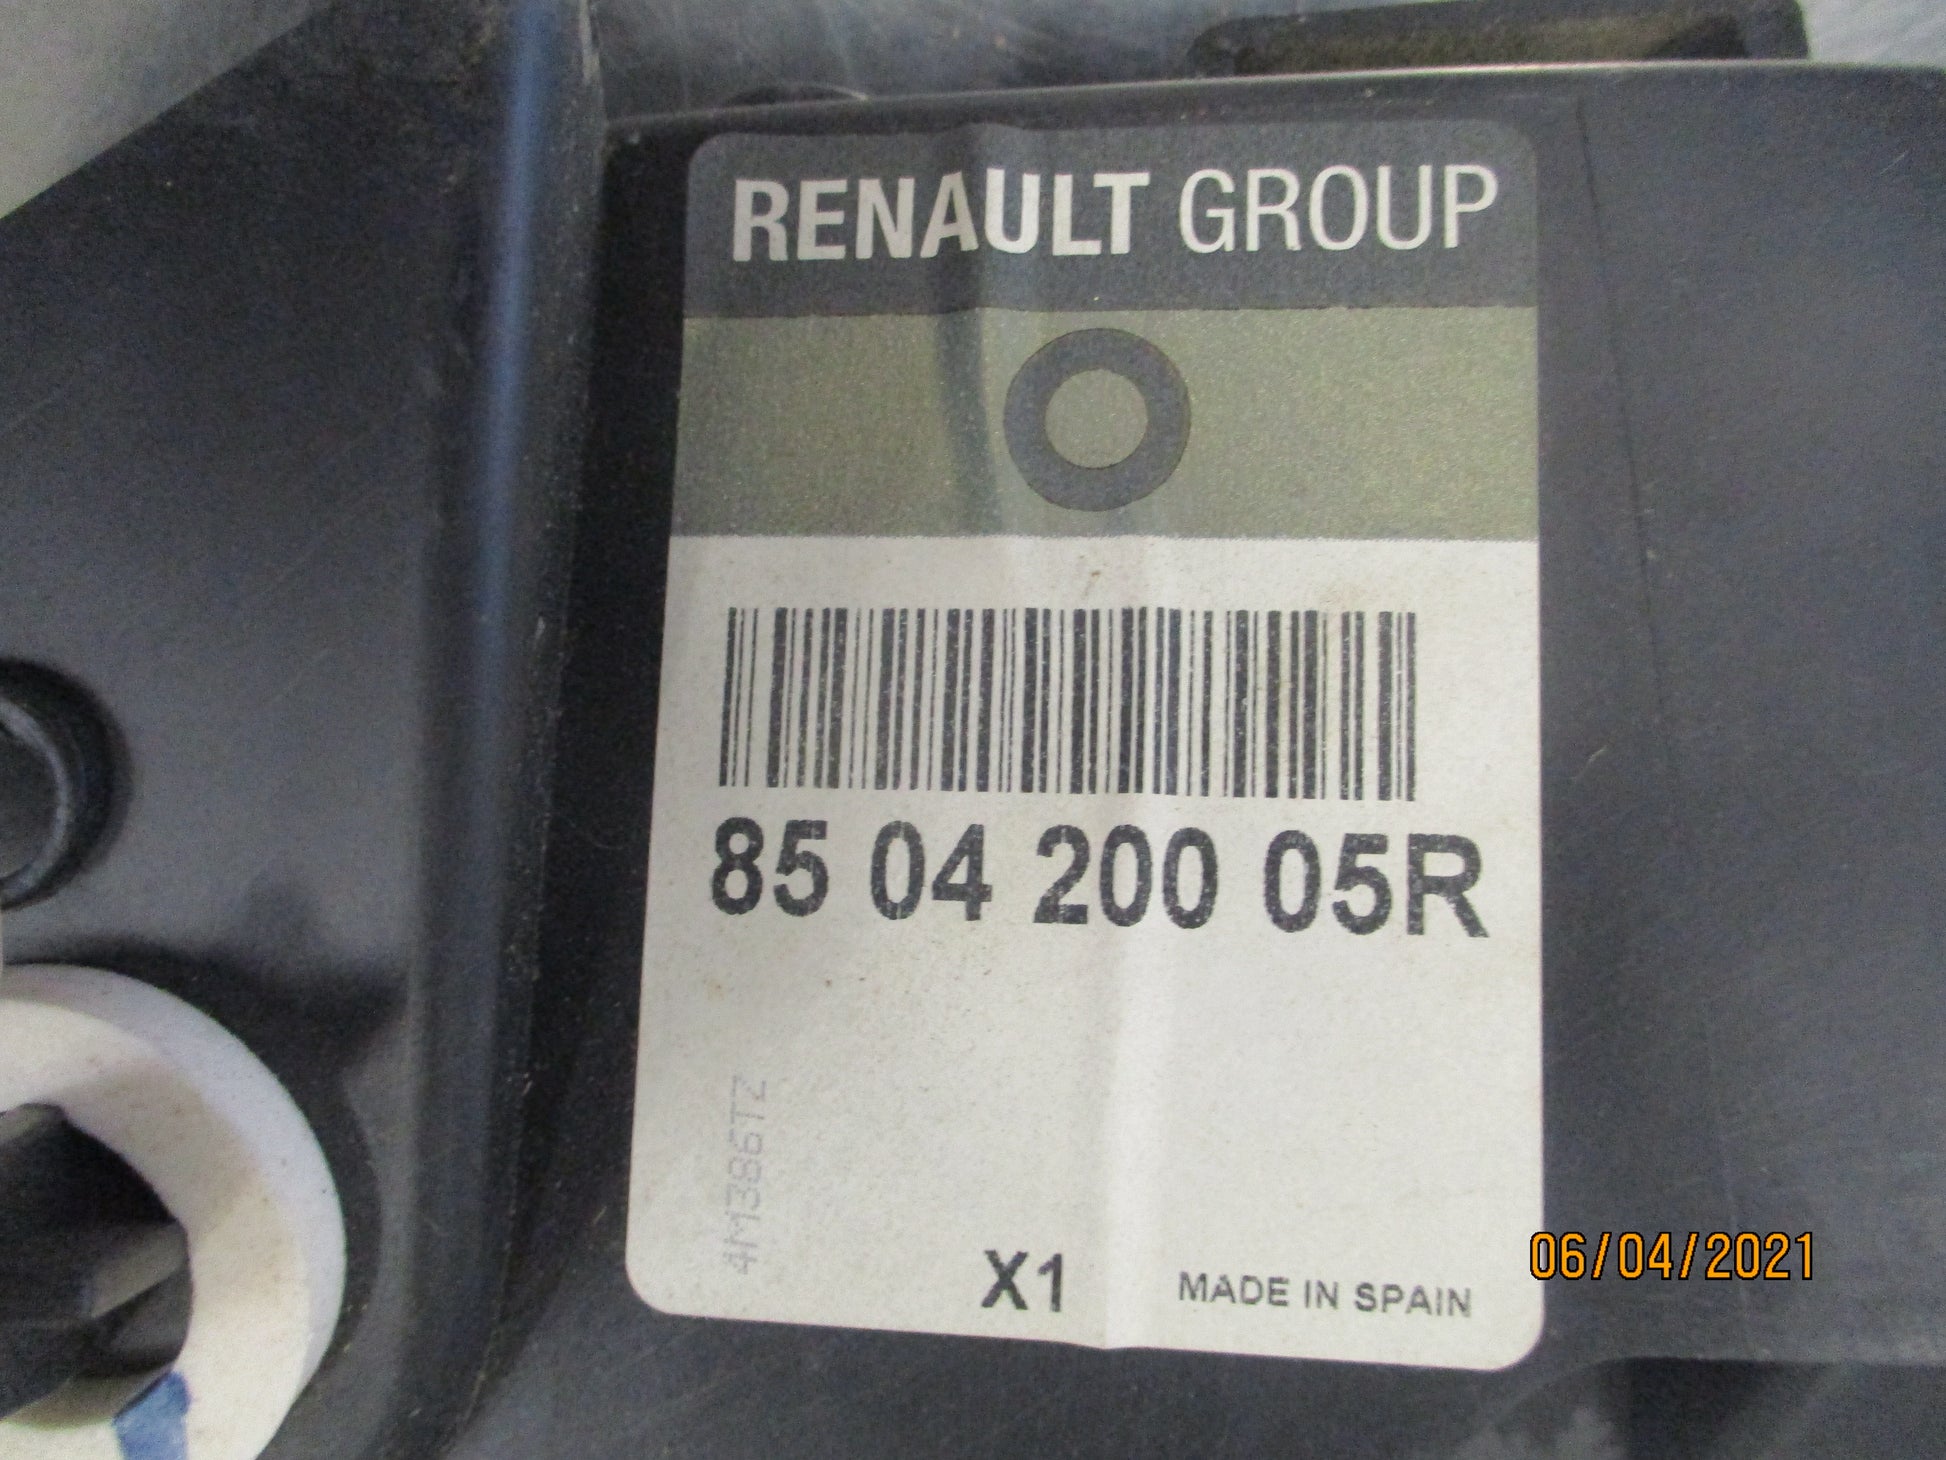 RENAULT GROUP
85 04 200 05R
4M386TZ
X1
MADE IN SPAIN
06/04/2021